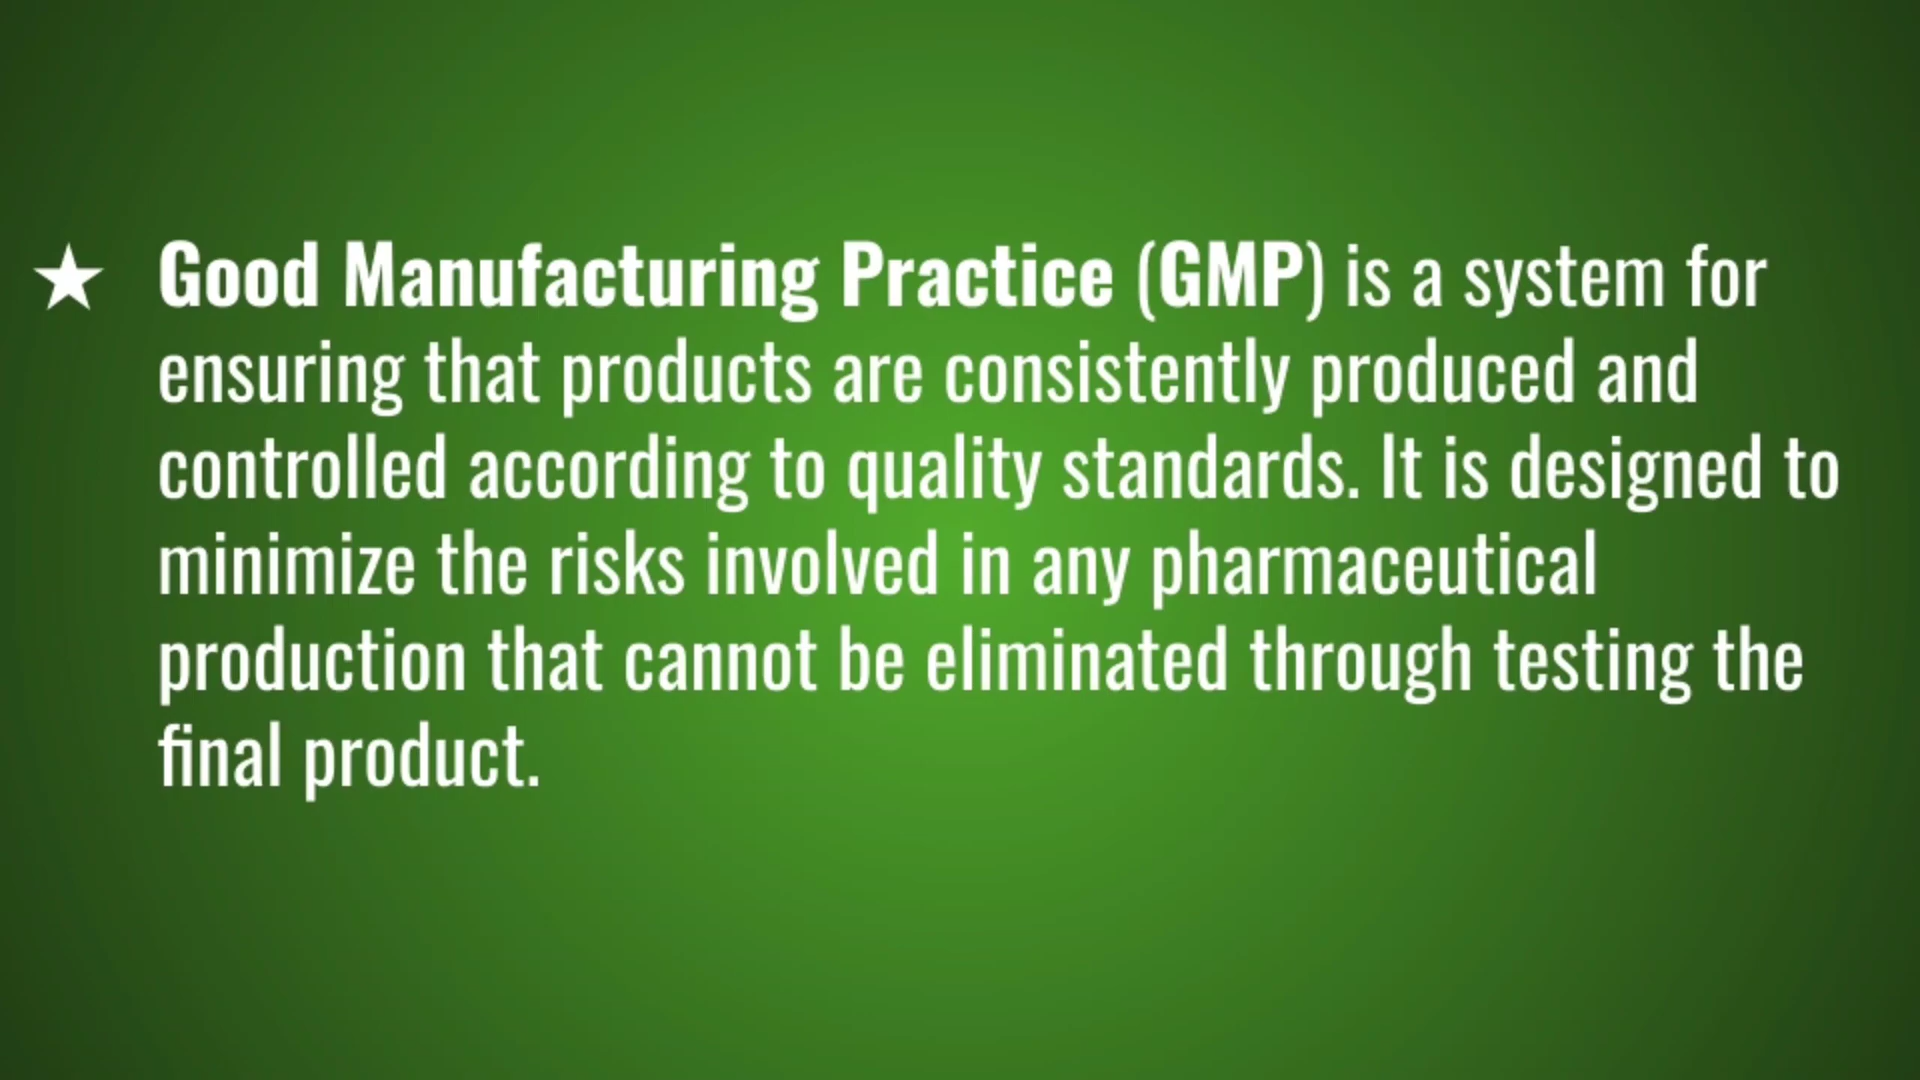 ★ Good Manufacturing Practice (GMP) is a system for
ensuring that products are consistently produced and
controlled according to quality standards. It is designed to
minimize the risks involved in any pharmaceutical
production that cannot be eliminated through testing the
final product.